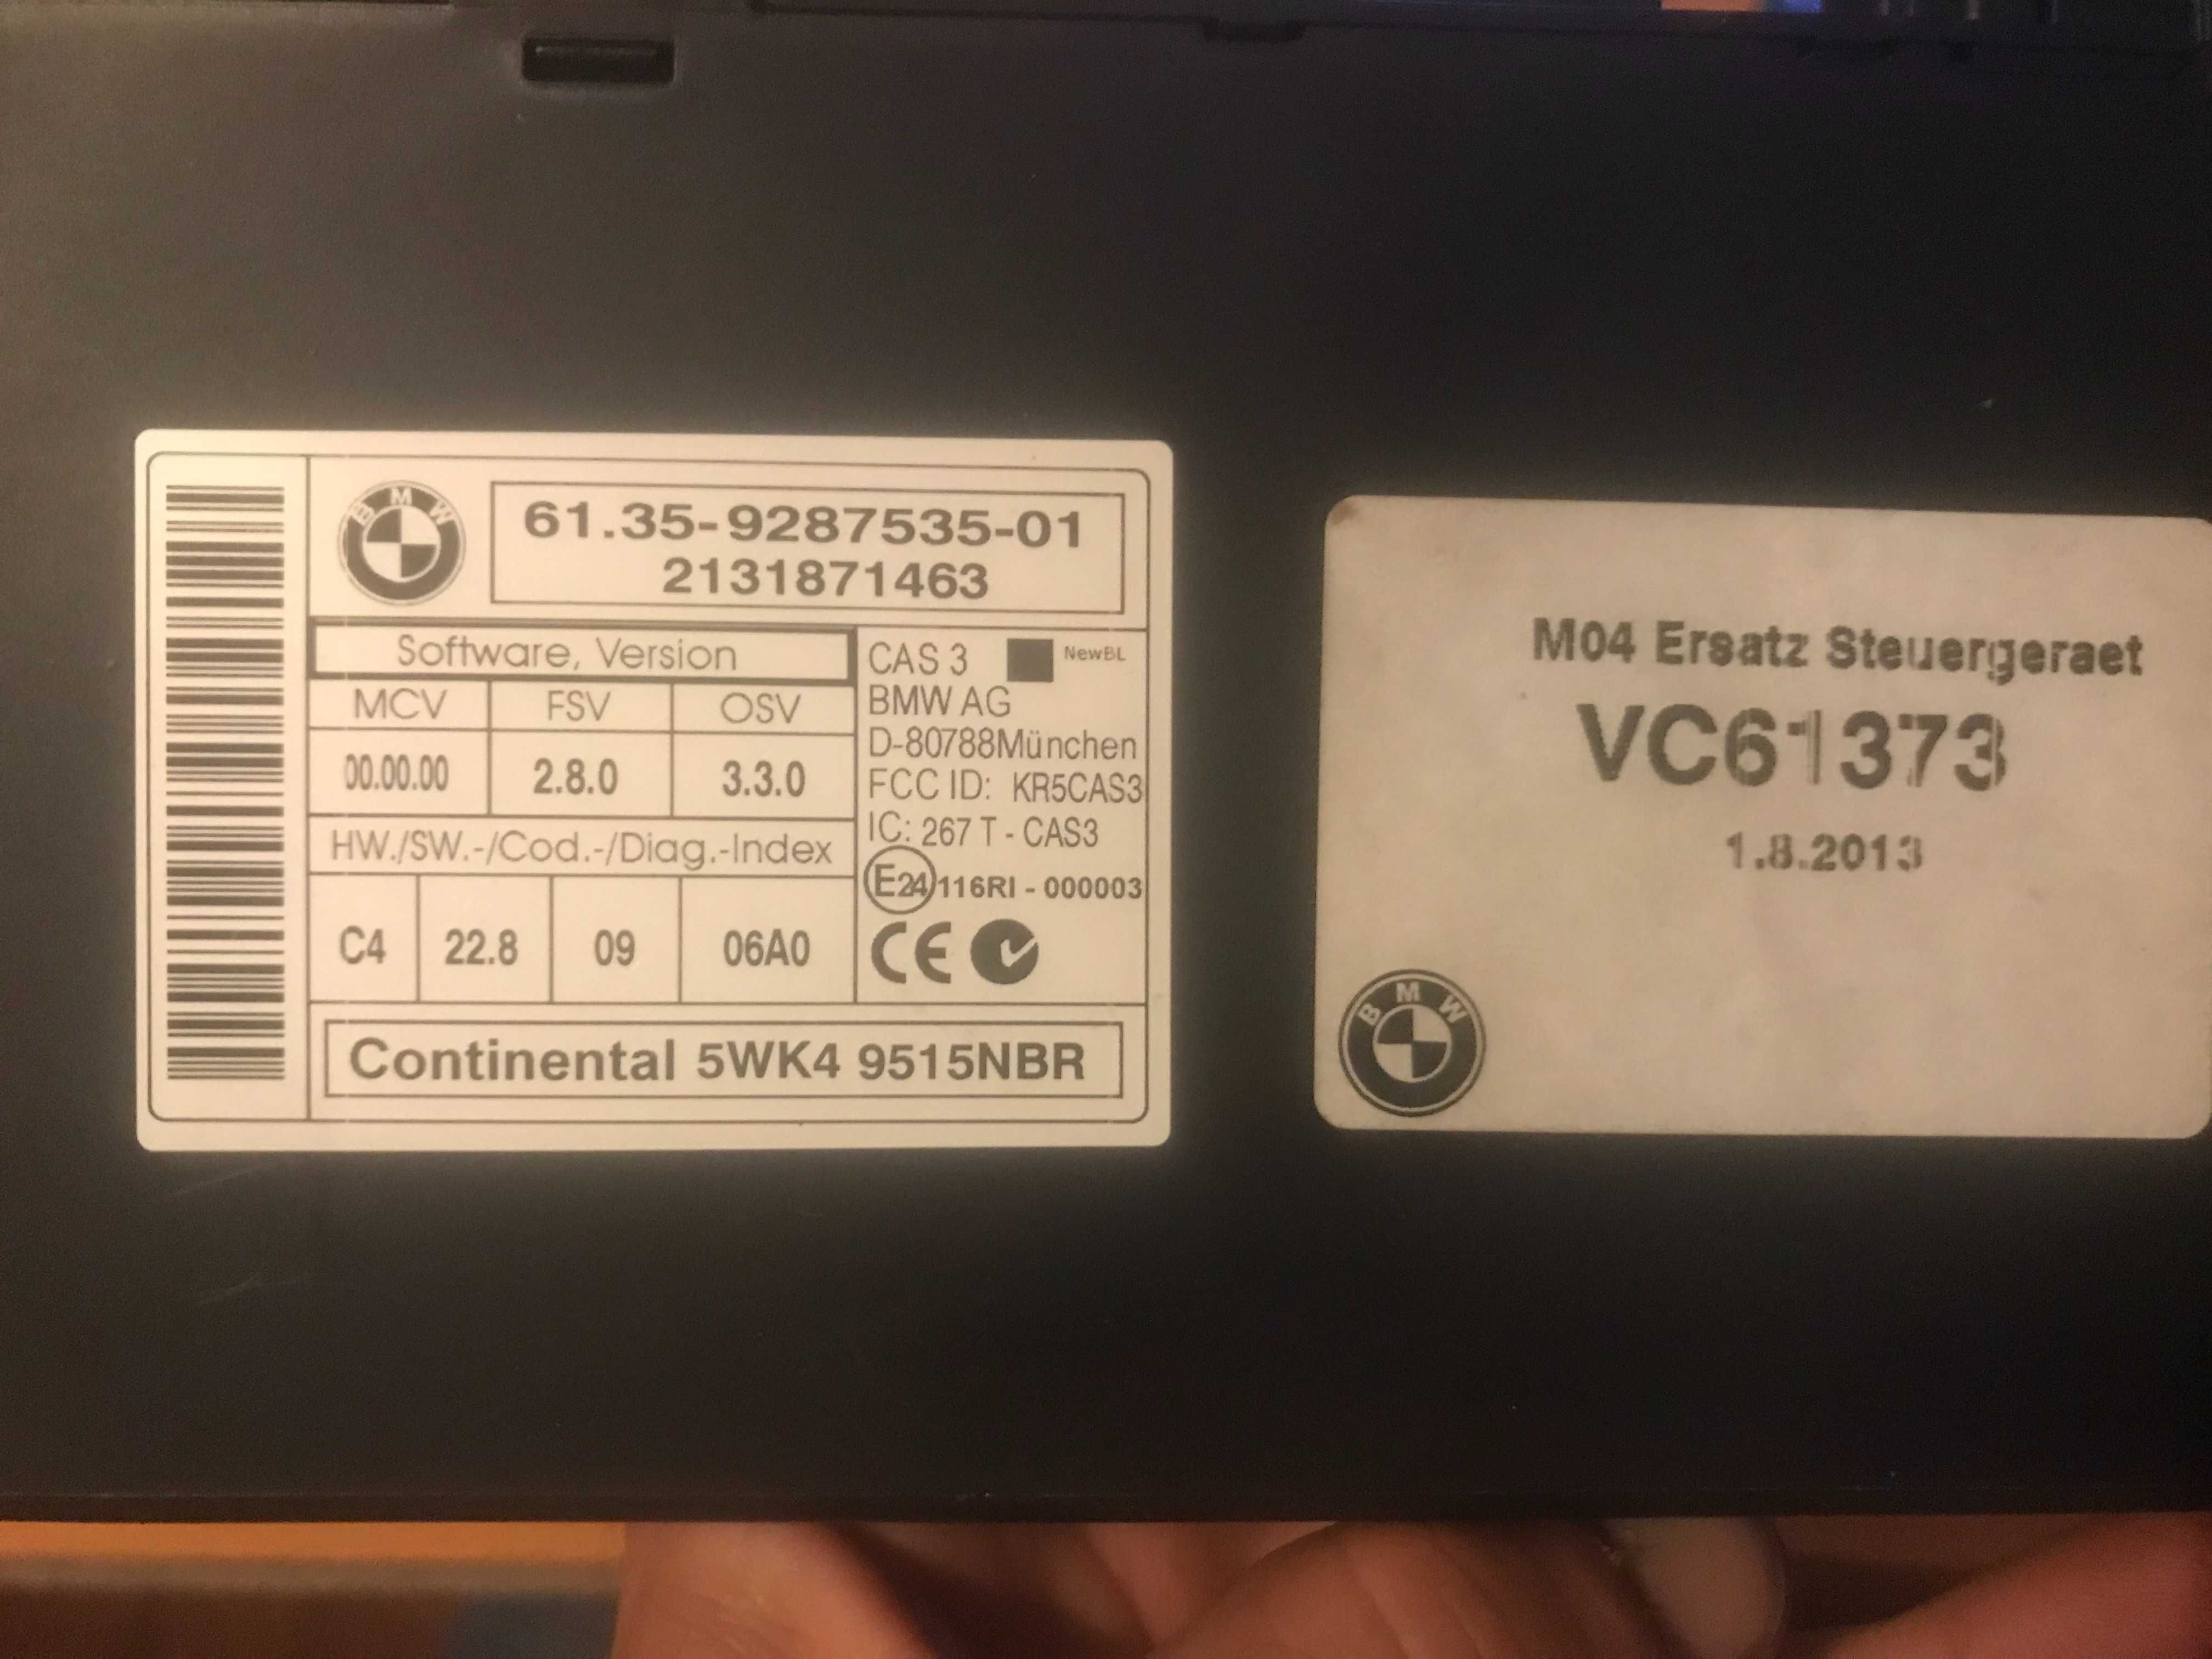 BMW
61.35-9287535-01
2131871463
Software, Version
MCV FSV OSV
00.00.00 2.8.0 3.3.0
HW./SW.-/Cod.-/Diag.-Index
C4 22.8 09 06A0
CAS 3 NewBL
BMW AG
D-80788München
FCC ID: KR5CAS3
IC: 267 T - CAS3
E24 116RI - 000003
CE
Continental 5WK4 9515NBR
M04 Ersatz Steuergeraet
VC61373
1.8.2013
BMW